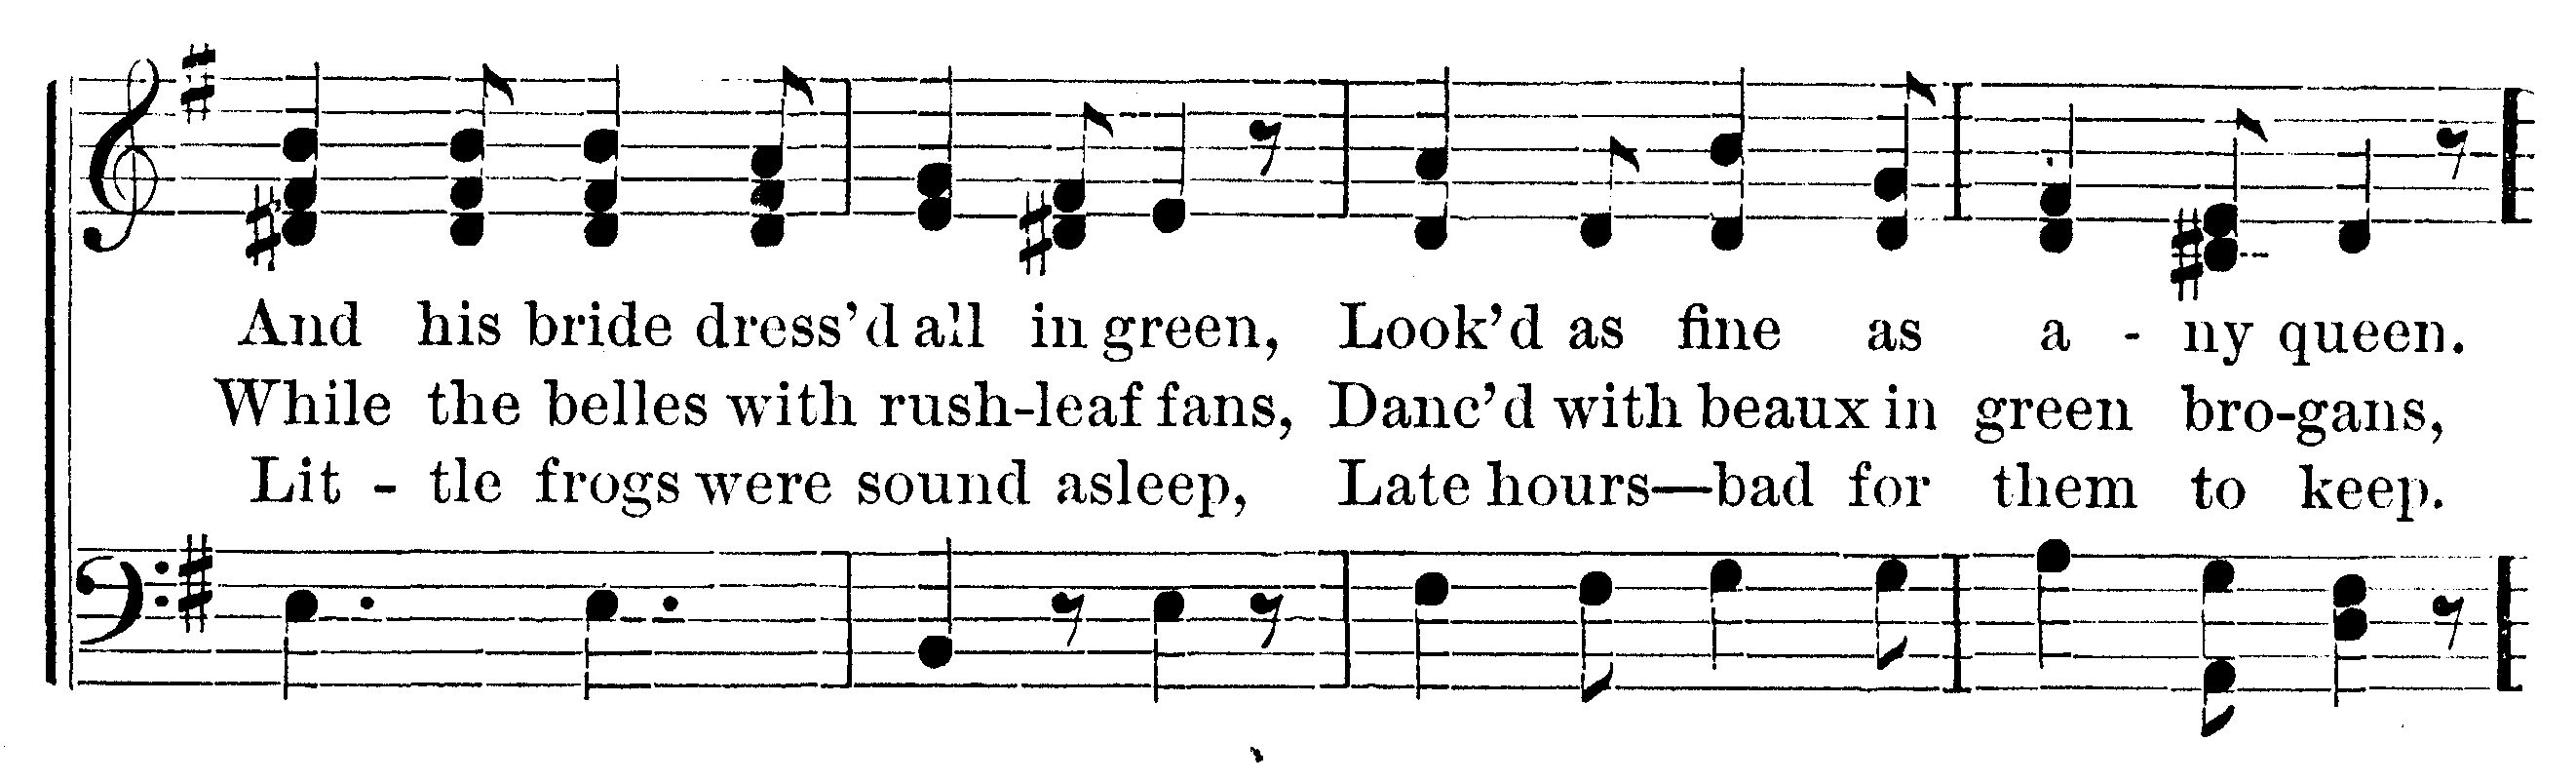 And his bride dress'd all in green, Look'd as fine as a - ny queen.
While the belles with rush-leaf fans, Danc'd with beaux in green bro-gans,
Lit - tle frogs were sound asleep, Late hours—bad for them to keep.